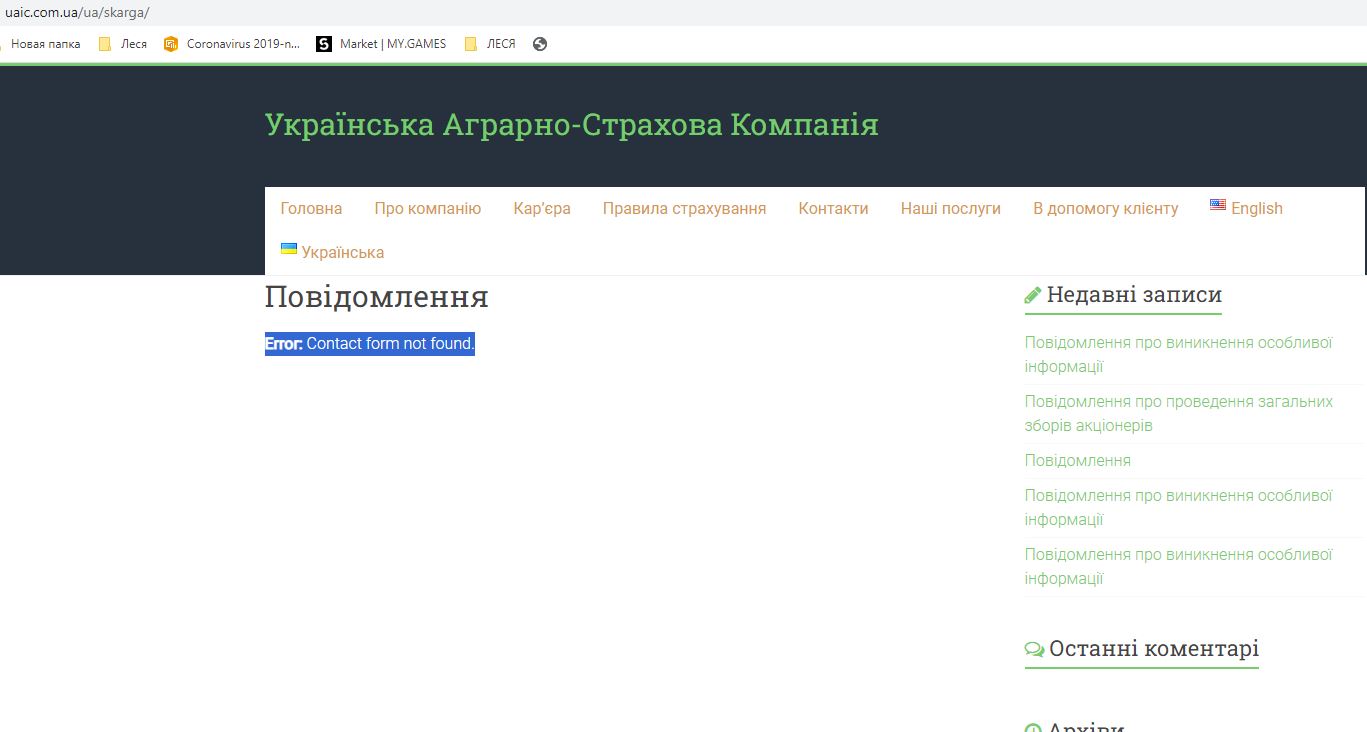 uaic.com.ua/ua/skarga/
Новая папка Леся Coronavirus 2019-n... Market | MY.GAMES ЛЕСЯ
Українська Аграрно-Страхова Компанія
Головна Про компанію Кар’єра Правила страхування Контакти Наші послуги В допомогу клієнту English
Українська
Повідомлення
Error: Contact form not found.
Недавні записи
Повідомлення про виникнення особливої
інформації
Повідомлення про проведення загальних
зборів акціонерів
Повідомлення
Повідомлення про виникнення особливої
інформації
Повідомлення про виникнення особливої
інформації
Останні коментарі
Архіви